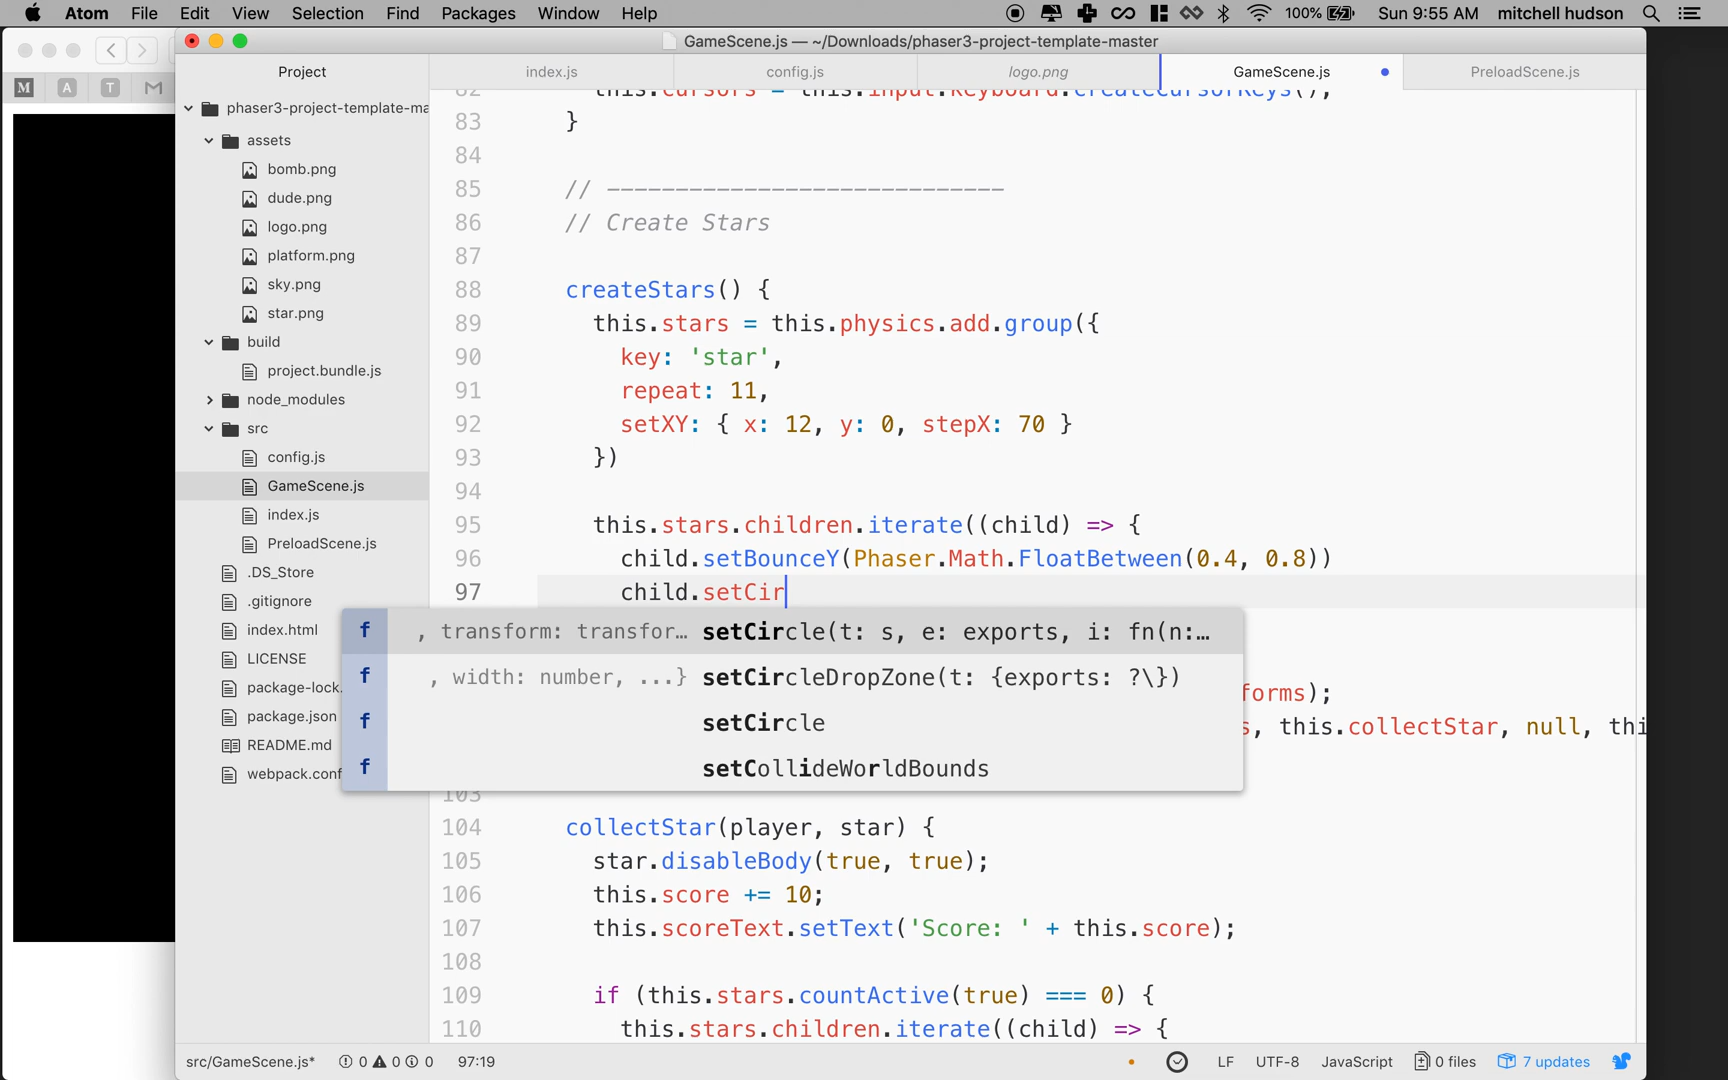 Atom File Edit View Selection Find Packages Window Help 100% Sun 9:55 AM mitchell hudson
GameScene.js — ~/Downloads/phaser3-project-template-master
M A T M
Project index.js config.js logo.png GameScene.js PreloadScene.js
phaser3-project-template-ma
assets
bomb.png
dude.png
logo.png
platform.png
sky.png
star.png
build
project.bundle.js
node_modules
src
config.js
GameScene.js
index.js
PreloadScene.js
.DS_Store
.gitignore
index.html
LICENSE
package-lock.
package.json
README.md
webpack.conf
82 this.cursors = this.input.keyboard.createCursorKeys();
83 }
84
85 // -----------------------------
86 // Create Stars
87
88 createStars() {
89 this.stars = this.physics.add.group({
90 key: 'star',
91 repeat: 11,
92 setXY: { x: 12, y: 0, stepX: 70 }
93 })
94
95 this.stars.children.iterate((child) => {
96 child.setBounceY(Phaser.Math.FloatBetween(0.4, 0.8))
97 child.setCir
f , transform: transfor… setCircle(t: s, e: exports, i: fn(n:…
f , width: number, ...} setCircleDropZone(t: {exports: ?\})
f setCircle
f setCollideWorldBounds
forms);
s, this.collectStar, null, thi
103
104 collectStar(player, star) {
105 star.disableBody(true, true);
106 this.score += 10;
107 this.scoreText.setText('Score: ' + this.score);
108
109 if (this.stars.countActive(true) === 0) {
110 this.stars.children.iterate((child) => {
src/GameScene.js* 0 0 0 97:19 LF UTF-8 JavaScript 0 files 7 updates